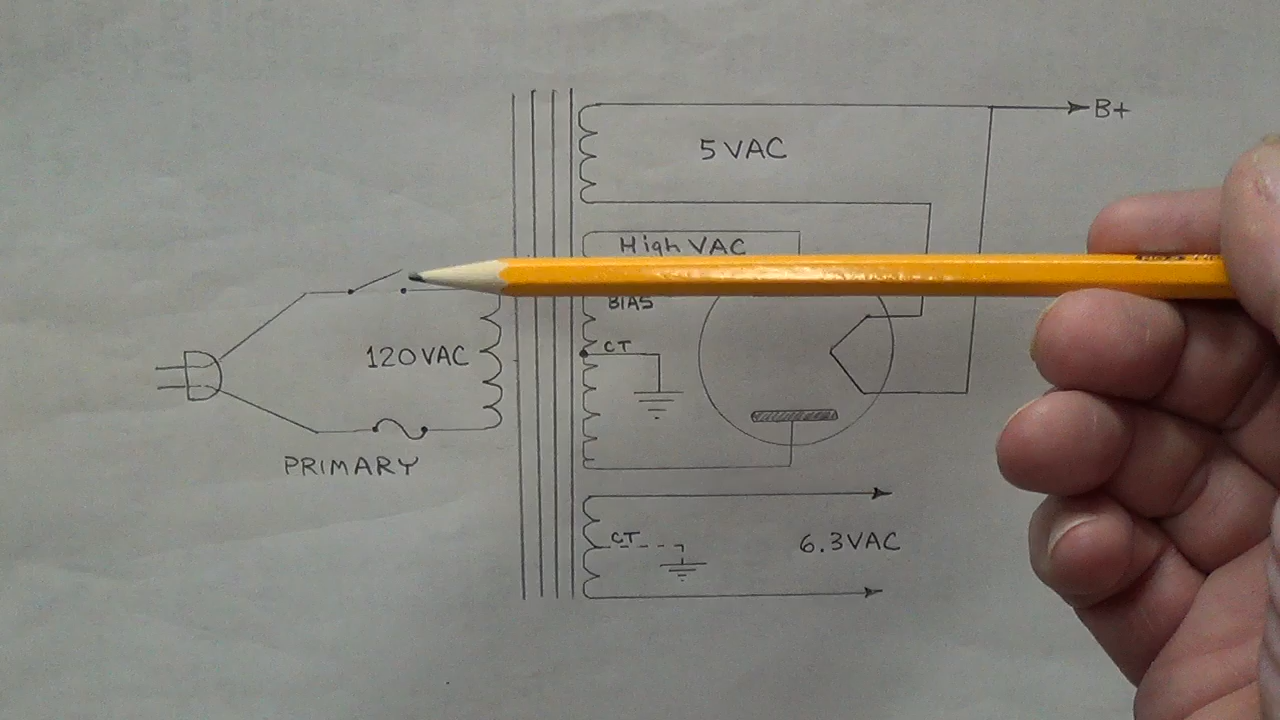 B+
5 VAC
High VAC
BIAS
120 VAC
CT
PRIMARY
CT
6.3VAC